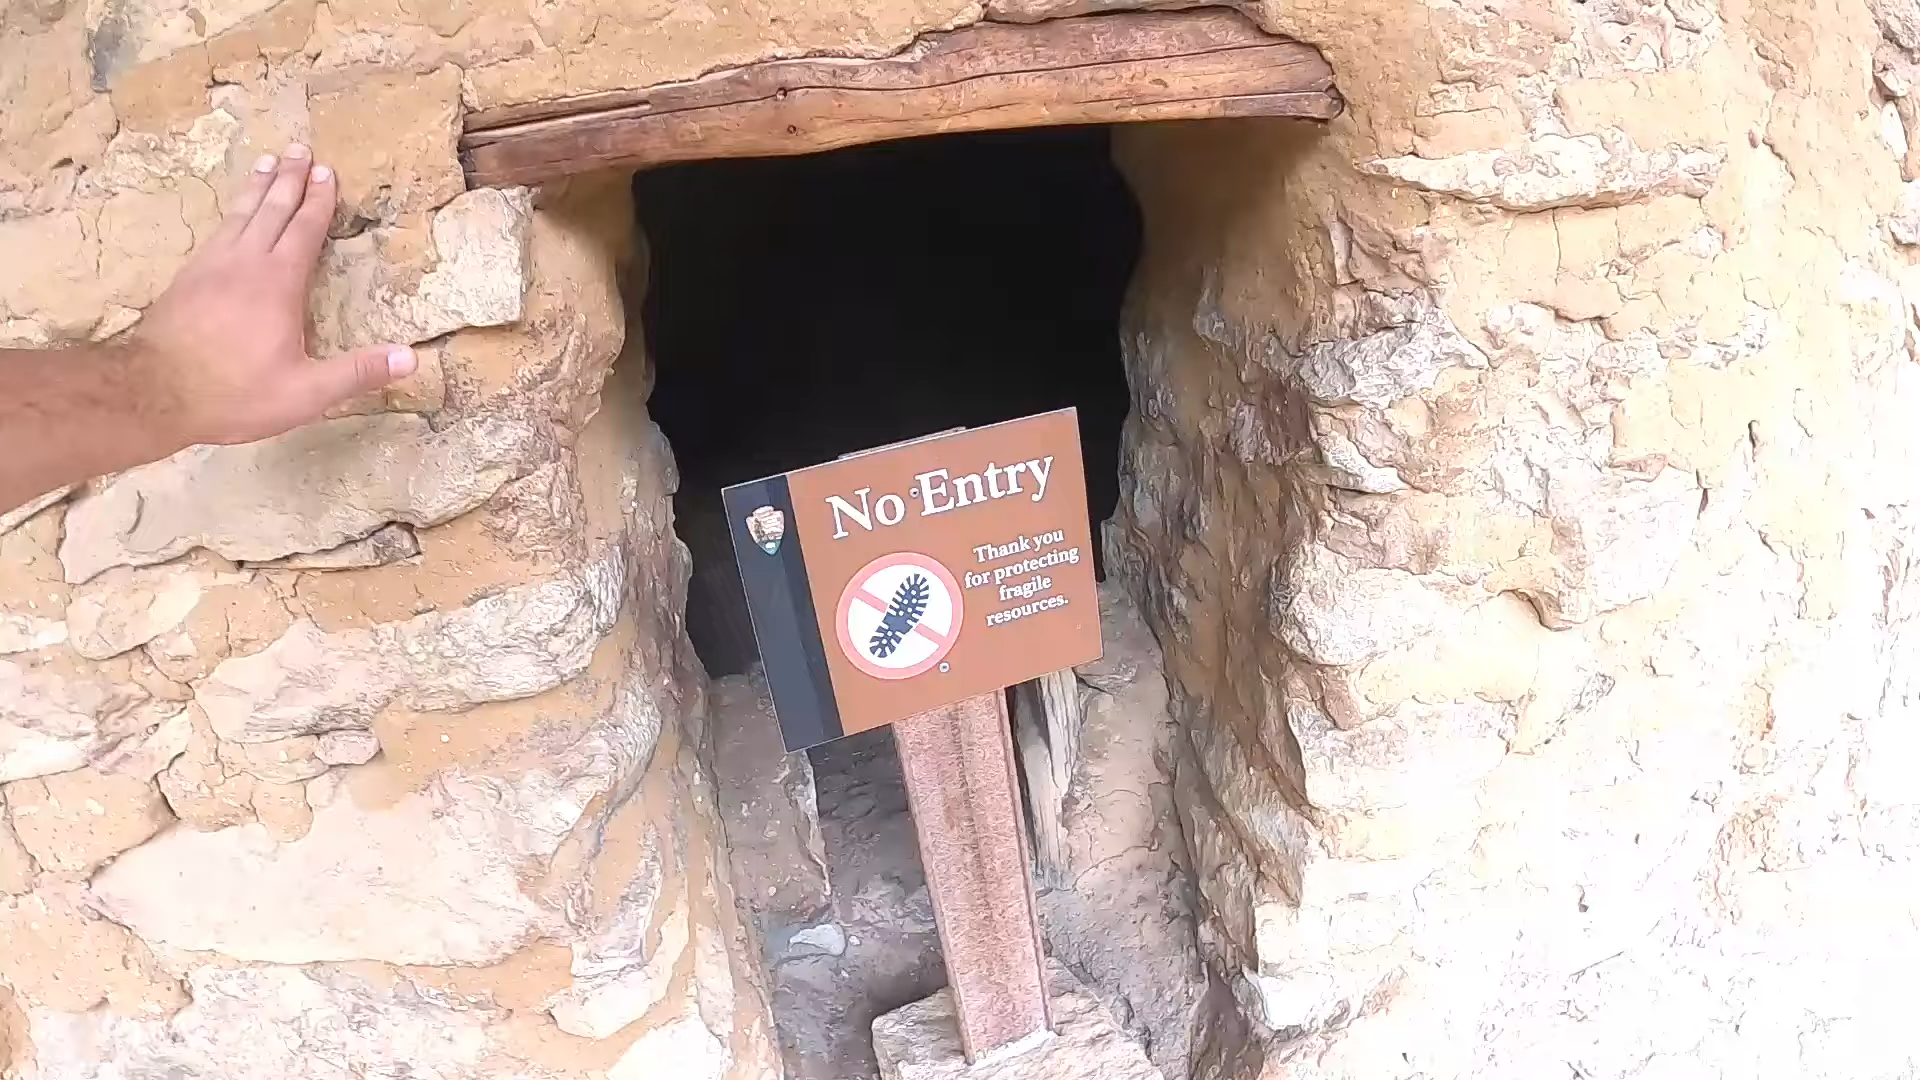 No Entry
Thank you
for protecting
fragile
resources.